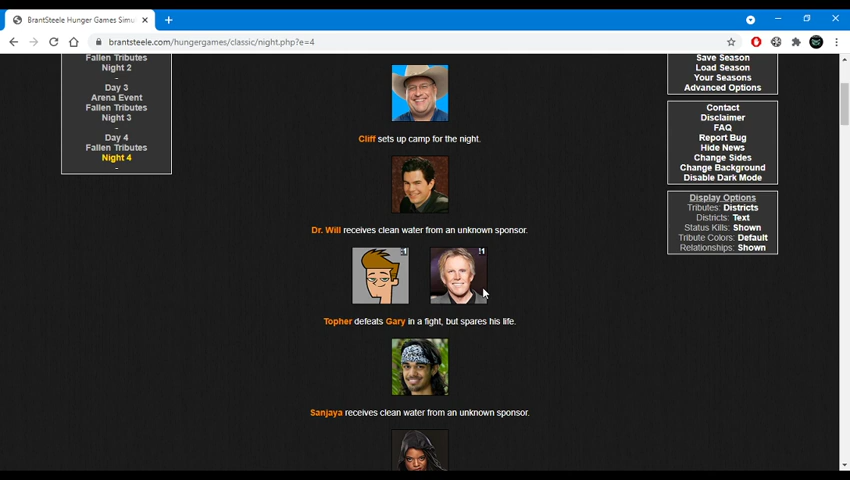 BrantSteele Hunger Games Simu
brantsteele.com/hungergames/classic/night.php?e=4
Fallen Tributes
Night 2
-
Day 3
Arena Event
Fallen Tributes
Night 3
-
Day 4
Fallen Tributes
Night 4
-
Cliff sets up camp for the night.
Dr. Will receives clean water from an unknown sponsor.
:1
!1
Topher defeats Gary in a fight, but spares his life.
Sanjaya receives clean water from an unknown sponsor.
Save Season
Load Season
Your Seasons
Advanced Options
Contact
Disclaimer
FAQ
Report Bug
Hide News
Change Sides
Change Background
Disable Dark Mode
Display Options
Tributes: Districts
Districts: Text
Status Kills: Shown
Tribute Colors: Default
Relationships: Shown